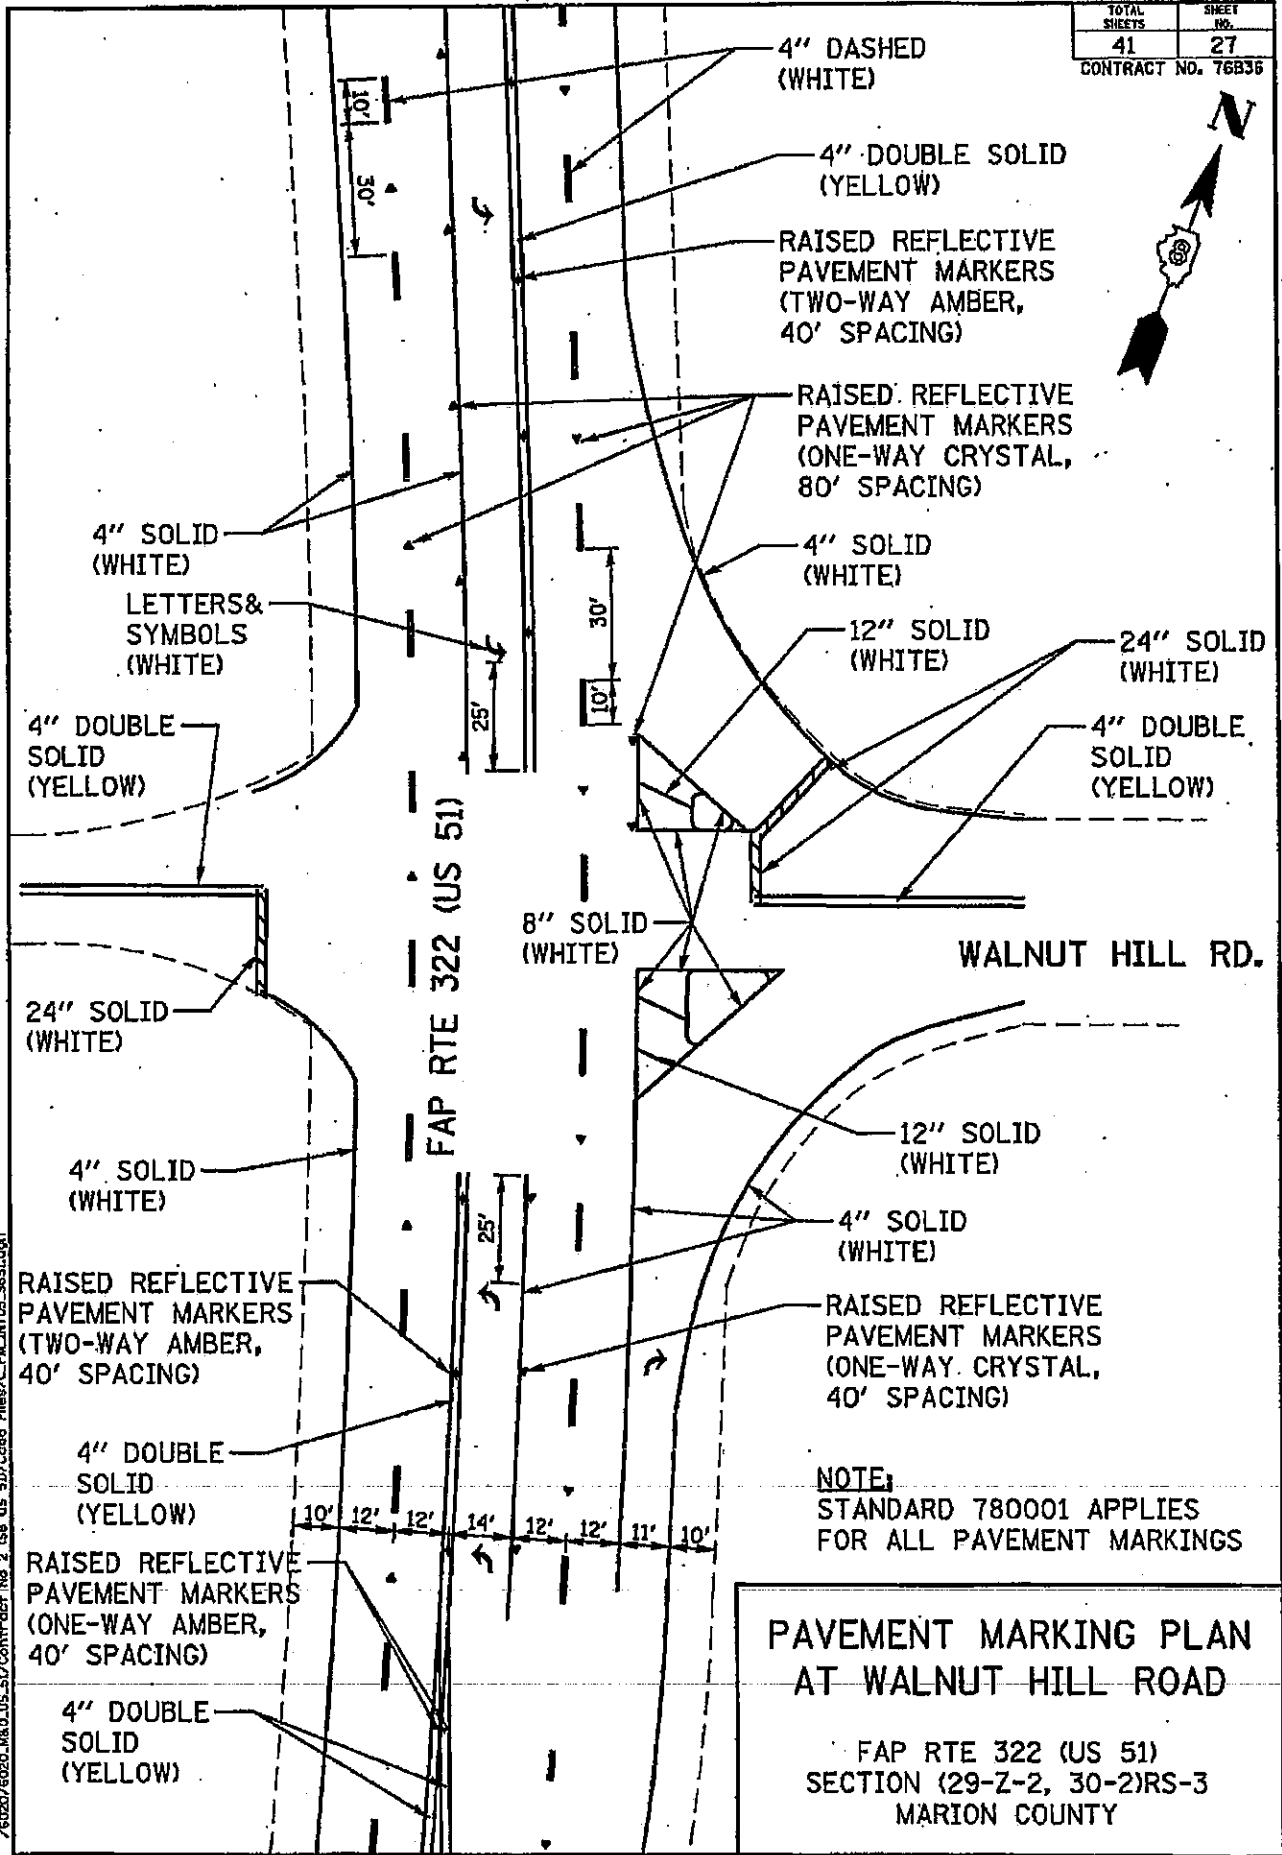 TOTAL SHEETS
SHEET NO.
41
27
CONTRACT NO. 76B36
N
4" DASHED
(WHITE)
10'
30'
4" DOUBLE SOLID
(YELLOW)
RAISED REFLECTIVE
PAVEMENT MARKERS
(TWO-WAY AMBER,
40' SPACING)
RAISED REFLECTIVE
PAVEMENT MARKERS
(ONE-WAY CRYSTAL,
80' SPACING)
4" SOLID
(WHITE)
4" SOLID
(WHITE)
LETTERS&
SYMBOLS
(WHITE)
30'
10'
25'
12" SOLID
(WHITE)
24" SOLID
(WHITE)
4" DOUBLE
SOLID
(YELLOW)
4" DOUBLE
SOLID
(YELLOW)
FAP RTE 322 (US 51)
8" SOLID
(WHITE)
WALNUT HILL RD.
24" SOLID
(WHITE)
12" SOLID
(WHITE)
4" SOLID
(WHITE)
25'
4" SOLID
(WHITE)
RAISED REFLECTIVE
PAVEMENT MARKERS
(TWO-WAY AMBER,
40' SPACING)
RAISED REFLECTIVE
PAVEMENT MARKERS
(ONE-WAY CRYSTAL,
40' SPACING)
4" DOUBLE
SOLID
(YELLOW)
NOTE:
STANDARD 780001 APPLIES
FOR ALL PAVEMENT MARKINGS
10' 12' 12' 14' 12' 12' 11' 10'
RAISED REFLECTIVE
PAVEMENT MARKERS
(ONE-WAY AMBER,
40' SPACING)
4" DOUBLE
SOLID
(YELLOW)
PAVEMENT MARKING PLAN
AT WALNUT HILL ROAD
FAP RTE 322 (US 51)
SECTION (29-Z-2, 30-2)RS-3
MARION COUNTY